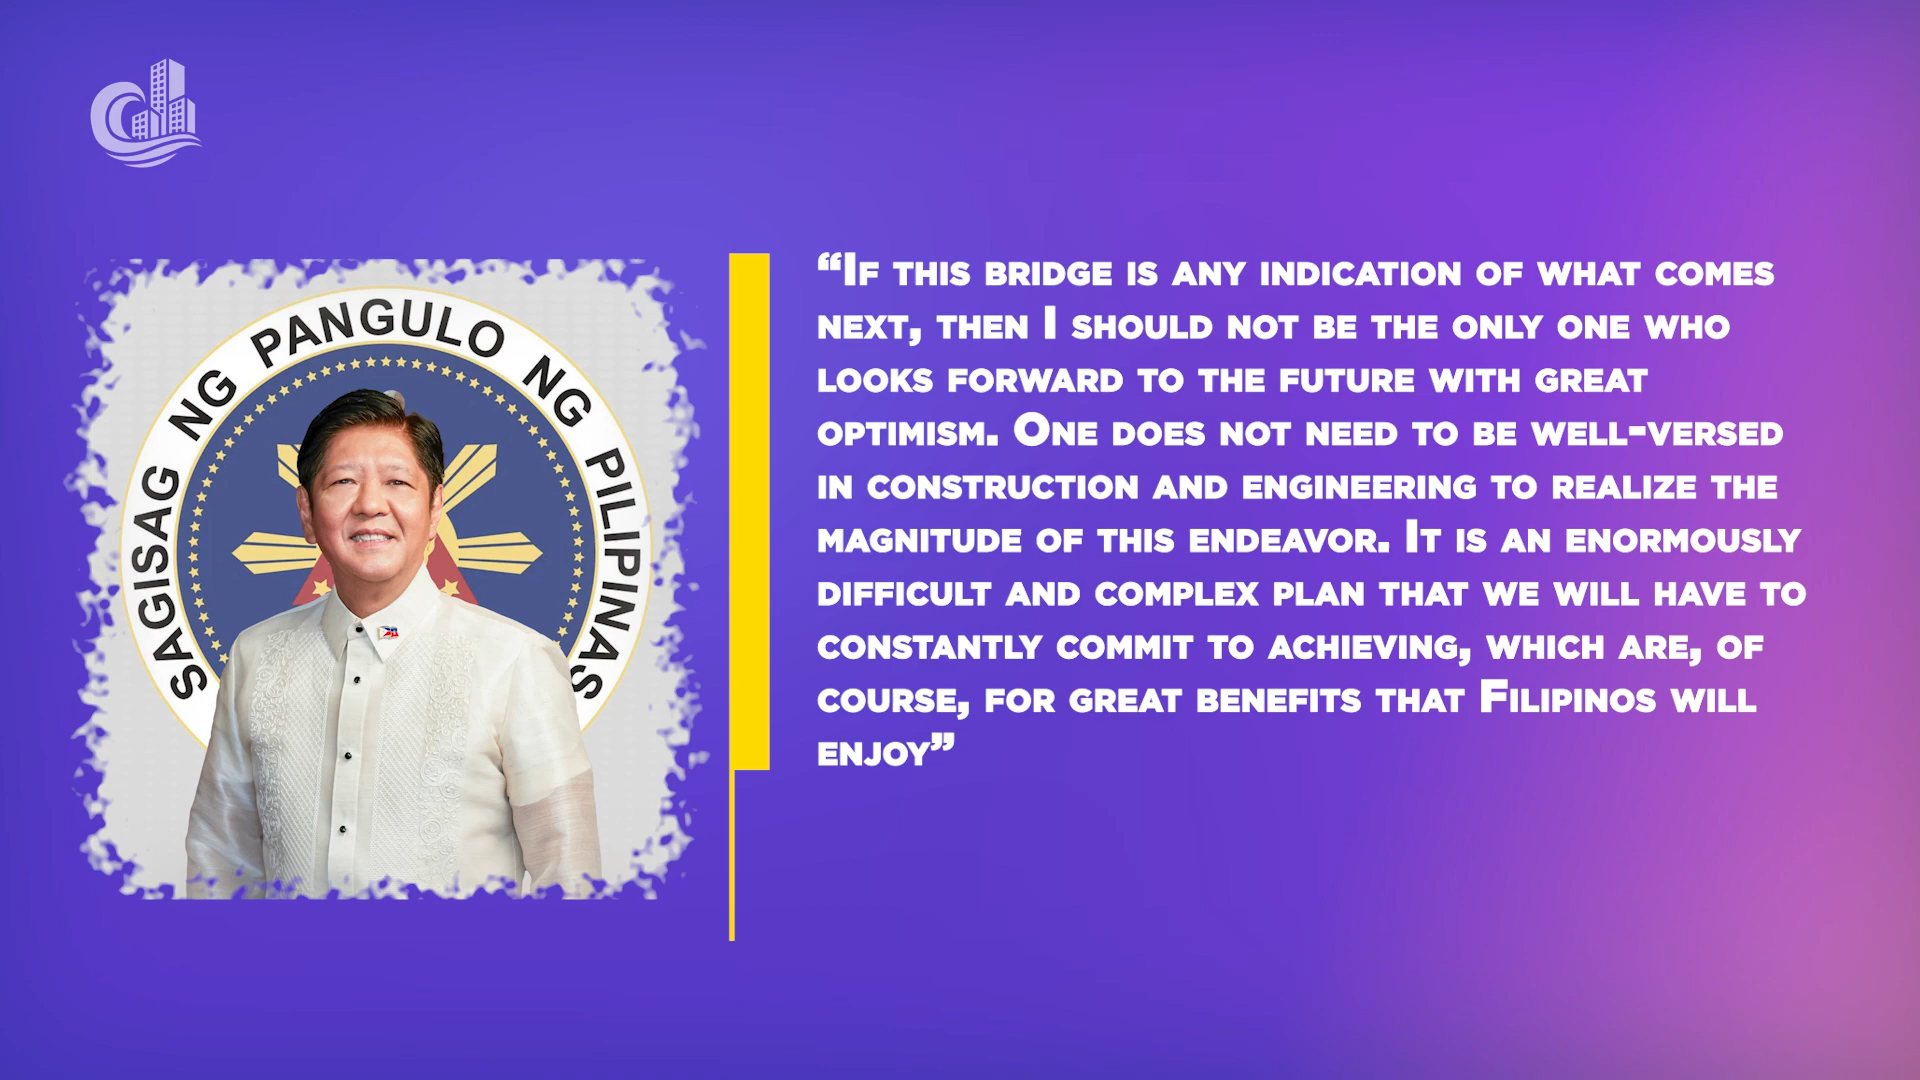 SAGISAG NG PANGULO NG PILIPINAS
“If this bridge is any indication of what comes
next, then I should not be the only one who
looks forward to the future with great
optimism. One does not need to be well-versed
in construction and engineering to realize the
magnitude of this endeavor. It is an enormously
difficult and complex plan that we will have to
constantly commit to achieving, which are, of
course, for great benefits that Filipinos will
enjoy”